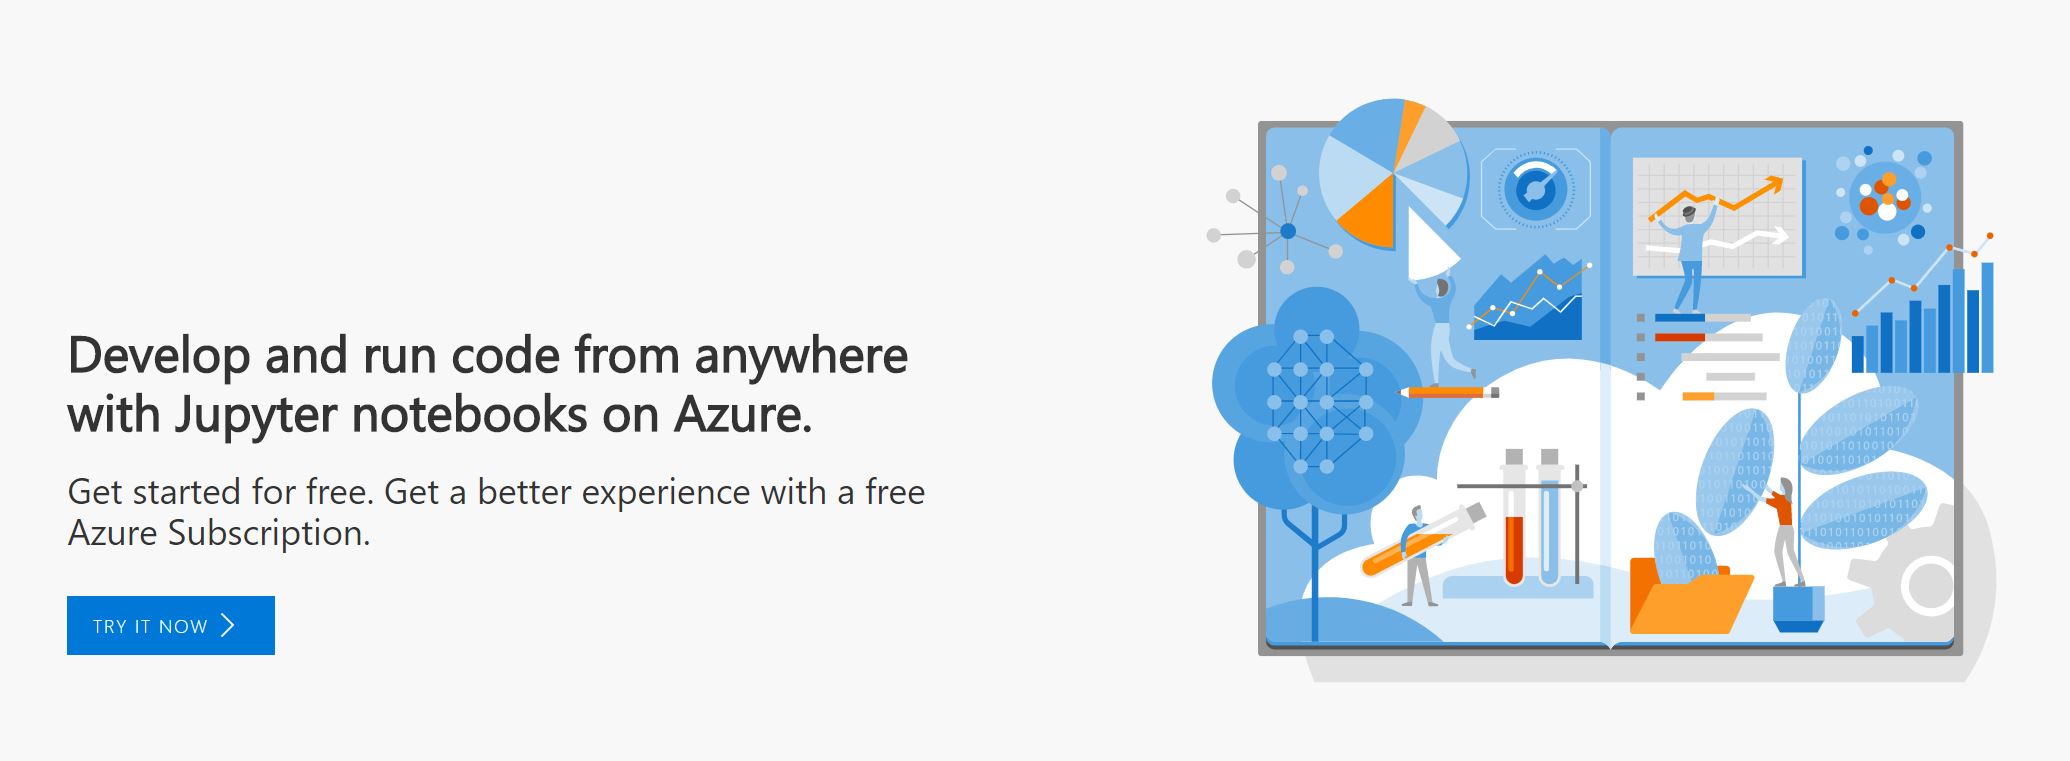 Develop and run code from anywhere
with Jupyter notebooks on Azure.
Get started for free. Get a better experience with a free
Azure Subscription.
TRY IT NOW